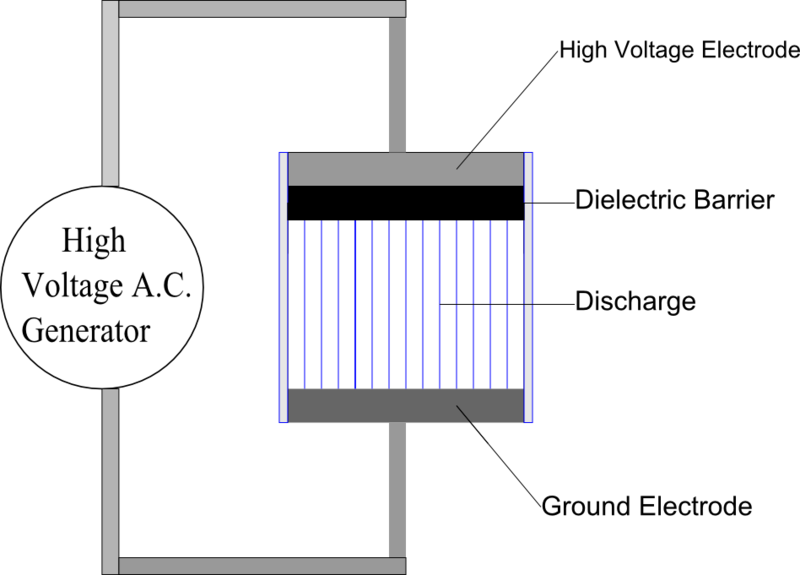 High Voltage Electrode
Dielectric Barrier
High
Voltage A.C.
Generator
Discharge
Ground Electrode